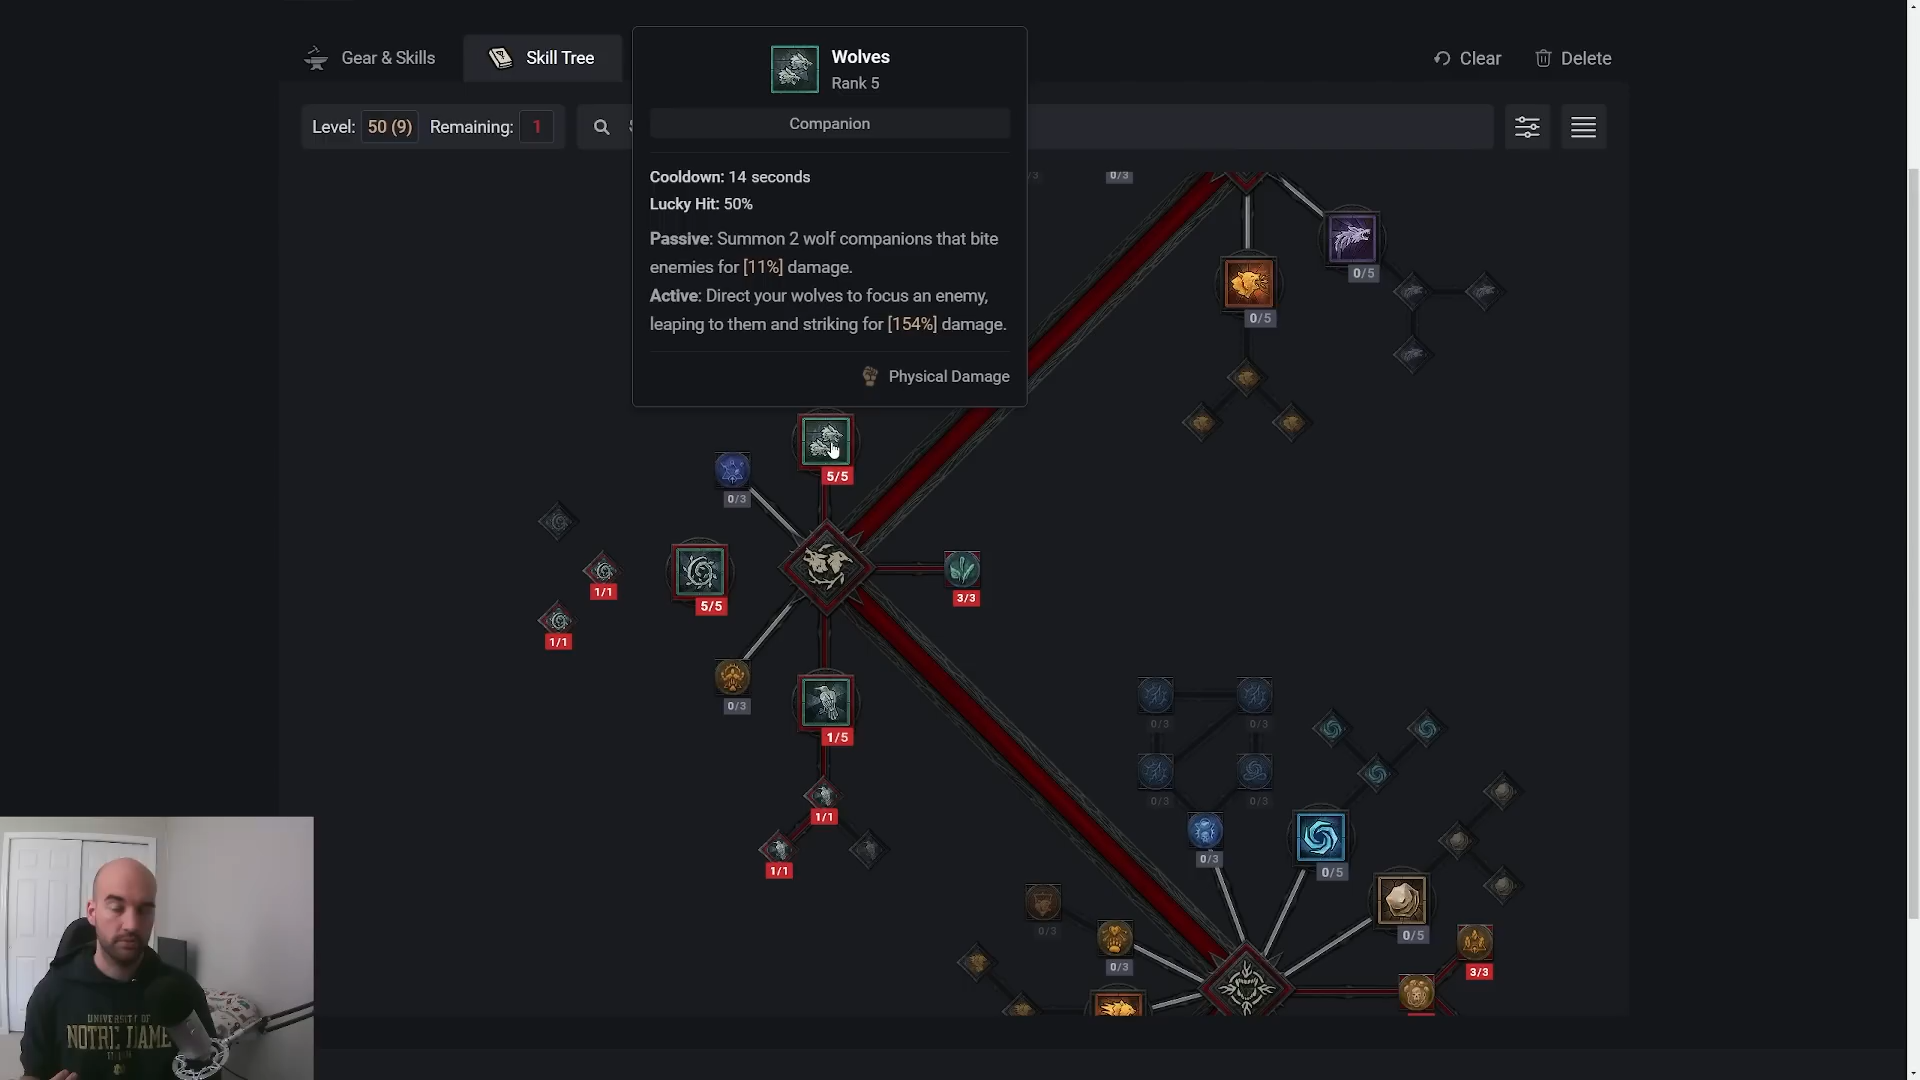 Gear & Skills
Skill Tree
Clear
Delete
Level: 50 (9) Remaining: 1
Wolves
Rank 5
Companion
Cooldown: 14 seconds
Lucky Hit: 50%
Passive: Summon 2 wolf companions that bite
enemies for [11%] damage.
Active: Direct your wolves to focus an enemy,
leaping to them and striking for [154%] damage.
Physical Damage
/3
0/3
0/5
0/5
5/5
0/3
1/1
5/5
3/3
1/1
0/3
1/5
0/3
0/3
1/1
0/3
0/3
0/3
0/5
1/1
0/3
0/5
0/3
3/3
UNIVERSITY OF
NOTRE DAME